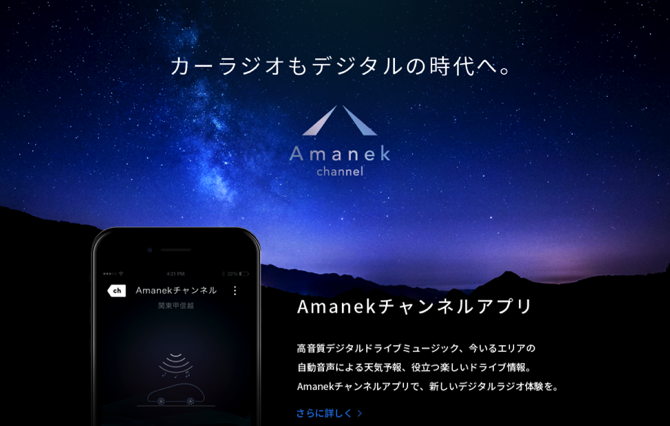 カーラジオもデジタルの時代へ。
Amanek
channel
4:21 PM
ch
Amanekチャンネル
関東甲信越
Amanekチャンネルアプリ
高音質デジタルドライブミュージック、今いるエリアの
自動音声による天気予報、役立つ楽しいドライブ情報。
Amanekチャンネルアプリで、新しいデジタルラジオ体験を。
さらに詳しく